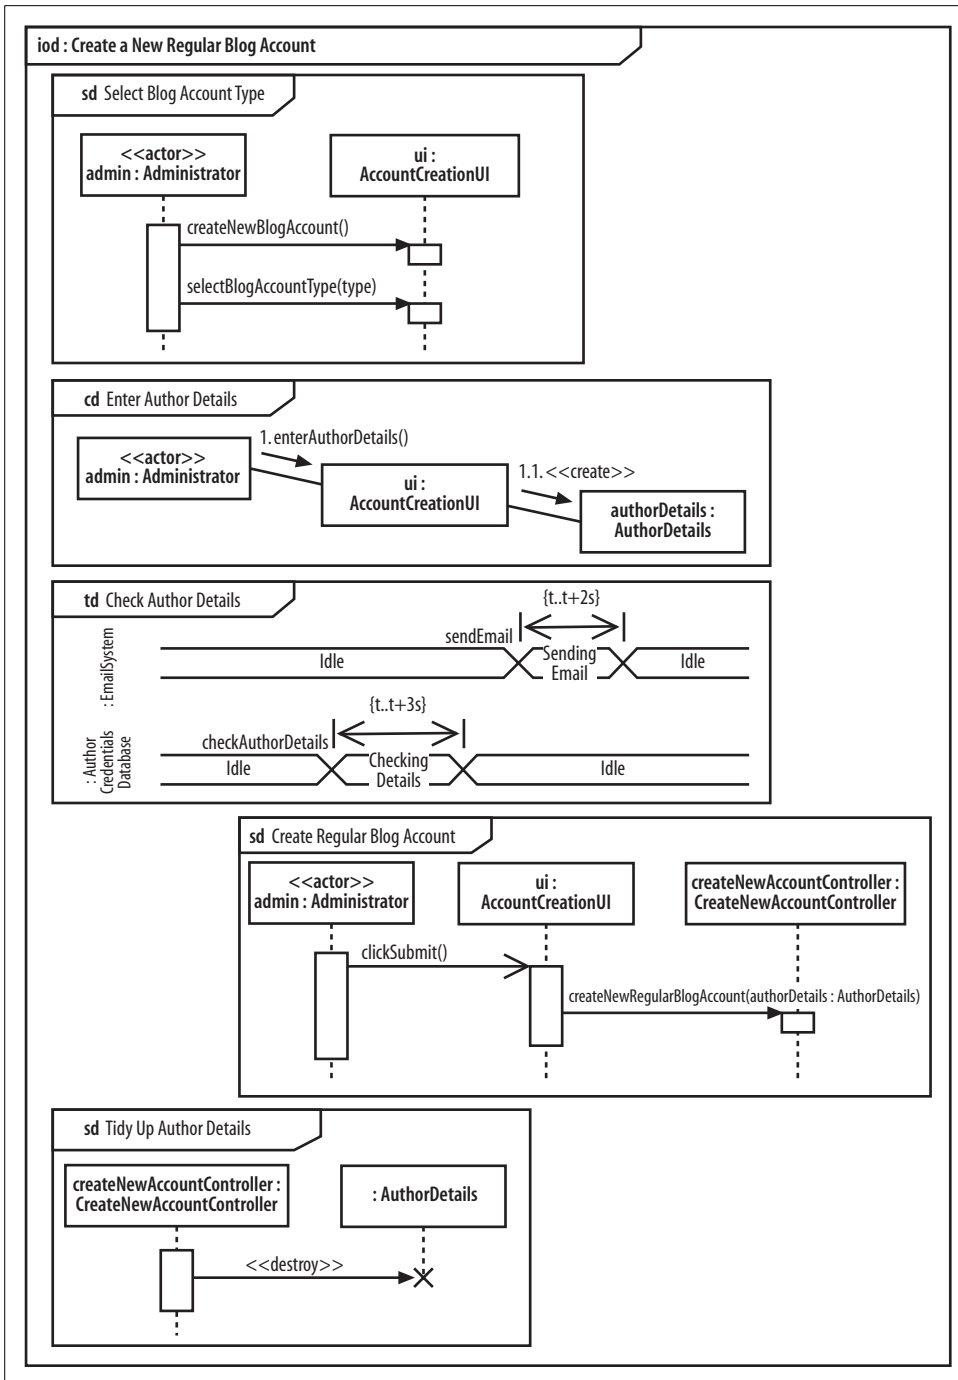 iod : Create a New Regular Blog Account
sd Select Blog Account Type
<<actor>>
admin : Administrator
ui :
AccountCreationUI
createNewBlogAccount()
selectBlogAccountType(type)
cd Enter Author Details
<<actor>>
admin : Administrator
1. enterAuthorDetails()
ui :
AccountCreationUI
1.1. <<create>>
authorDetails :
AuthorDetails
td Check Author Details
: EmailSystem
Idle
sendEmail
{t..t+2s}
Sending
Email
Idle
: Author
Credentials
Database
Idle
checkAuthorDetails
{t..t+3s}
Checking
Details
Idle
sd Create Regular Blog Account
<<actor>>
admin : Administrator
ui :
AccountCreationUI
createNewAccountController :
CreateNewAccountController
clickSubmit()
createNewRegularBlogAccount(authorDetails : AuthorDetails)
sd Tidy Up Author Details
createNewAccountController :
CreateNewAccountController
: AuthorDetails
<<destroy>>